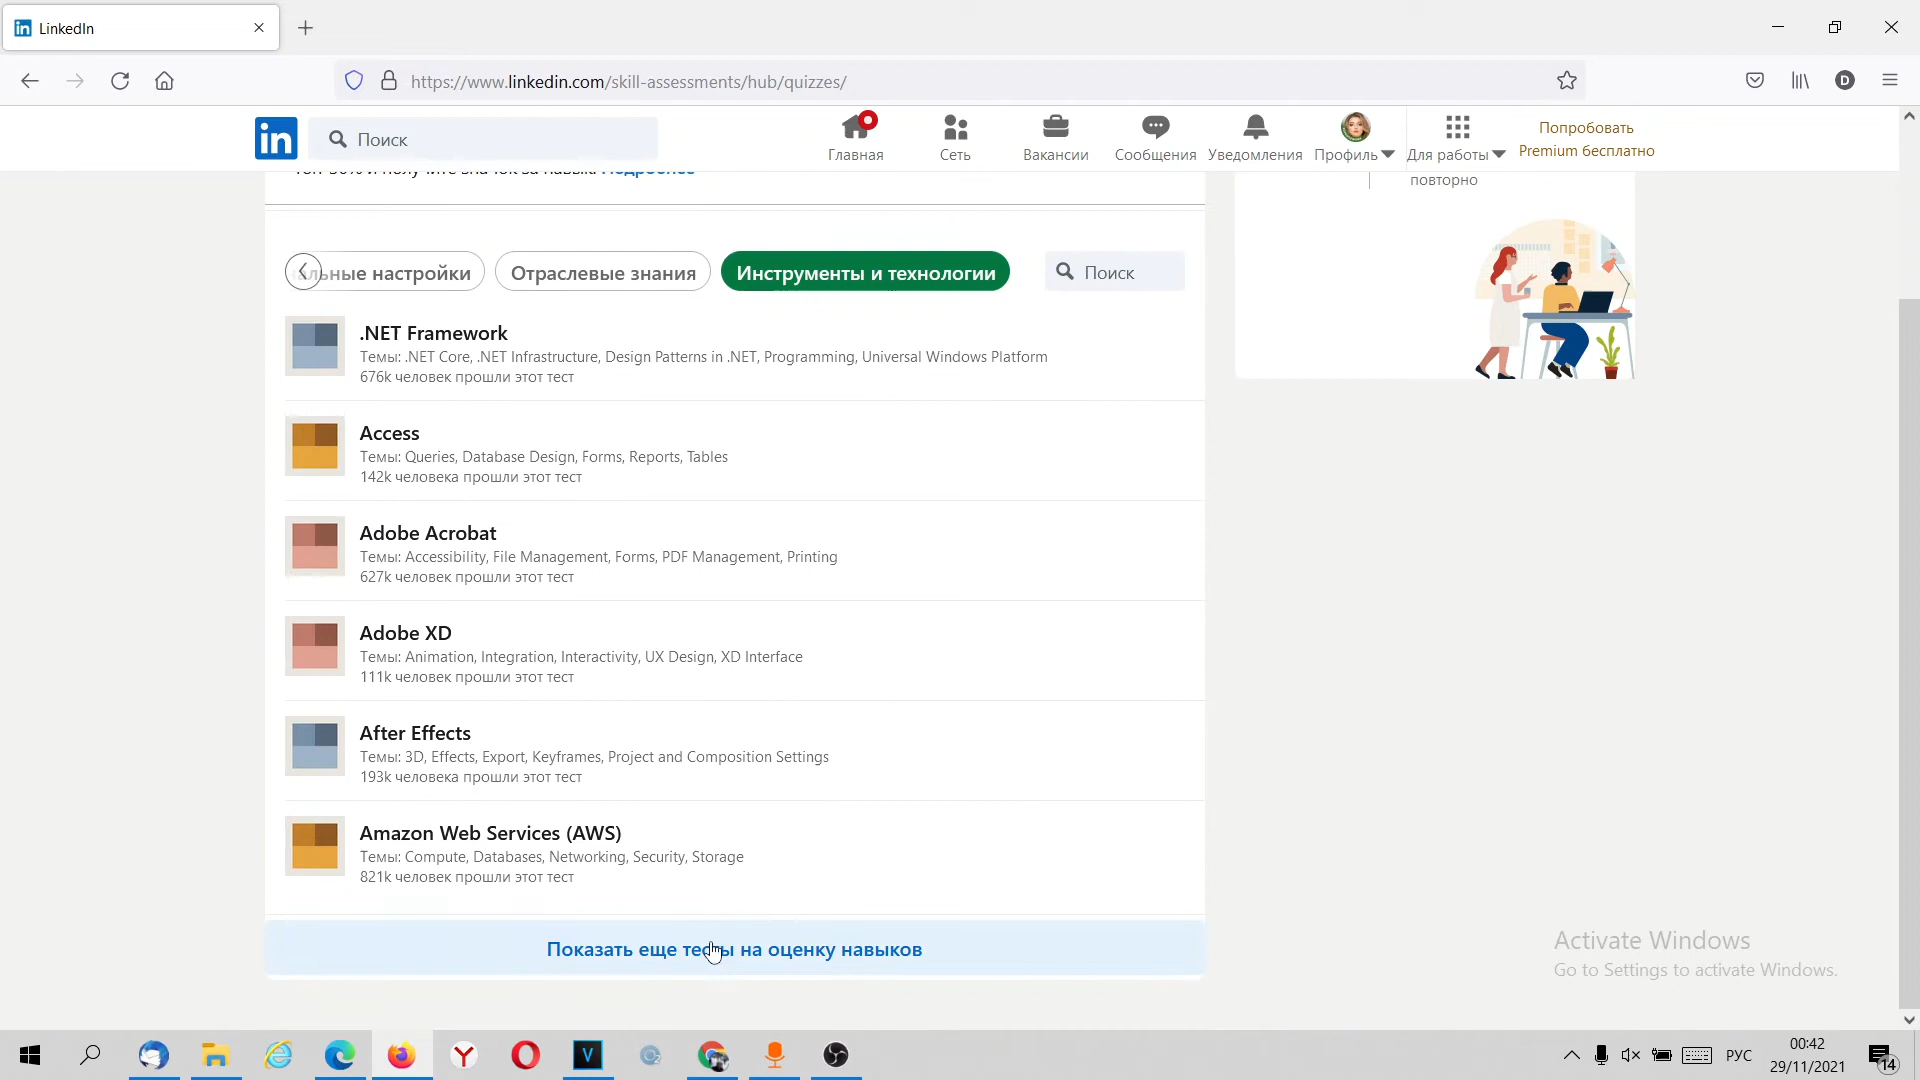 LinkedIn
https://www.linkedin.com/skill-assessments/hub/quizzes/
in
Поиск
Главная
Сеть
Вакансии
Сообщения
Уведомления
Профиль
Для работы
Попробовать
Premium бесплатно
повторно
льные настройки
Отраслевые знания
Инструменты и технологии
Поиск
.NET Framework
Темы: .NET Core, .NET Infrastructure, Design Patterns in .NET, Programming, Universal Windows Platform
676k человек прошли этот тест
Access
Темы: Queries, Database Design, Forms, Reports, Tables
142k человека прошли этот тест
Adobe Acrobat
Темы: Accessibility, File Management, Forms, PDF Management, Printing
627k человек прошли этот тест
Adobe XD
Темы: Animation, Integration, Interactivity, UX Design, XD Interface
111k человек прошли этот тест
After Effects
Темы: 3D, Effects, Export, Keyframes, Project and Composition Settings
193k человека прошли этот тест
Amazon Web Services (AWS)
Темы: Compute, Databases, Networking, Security, Storage
821k человек прошли этот тест
Показать еще тесты на оценку навыков
Activate Windows
Go to Settings to activate Windows.
РУС
00:42
29/11/2021
14